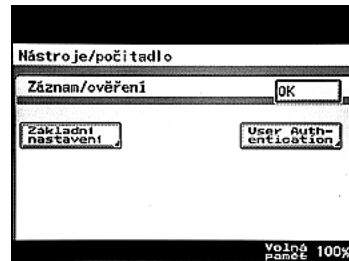 Nástroje/počitadlo
Záznam/ověření
OK
Základní
nastavení
User Auth-
entication
Volná
paměť 100%